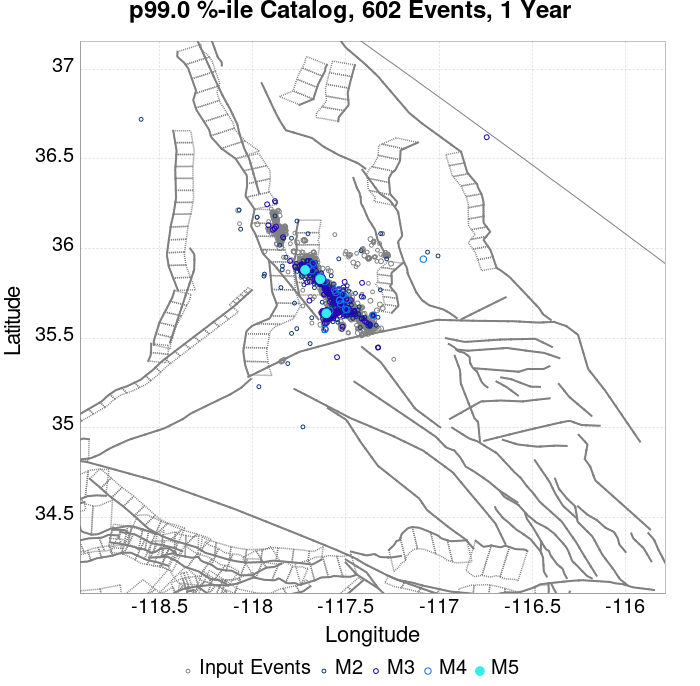 p99.0 %-ile Catalog, 602 Events, 1 Year
37
36.5
36
35.5
35
34.5
Latitude
-118.5 -118 -117.5 -117 -116.5 -116
Longitude
Input Events M2 M3 M4 M5